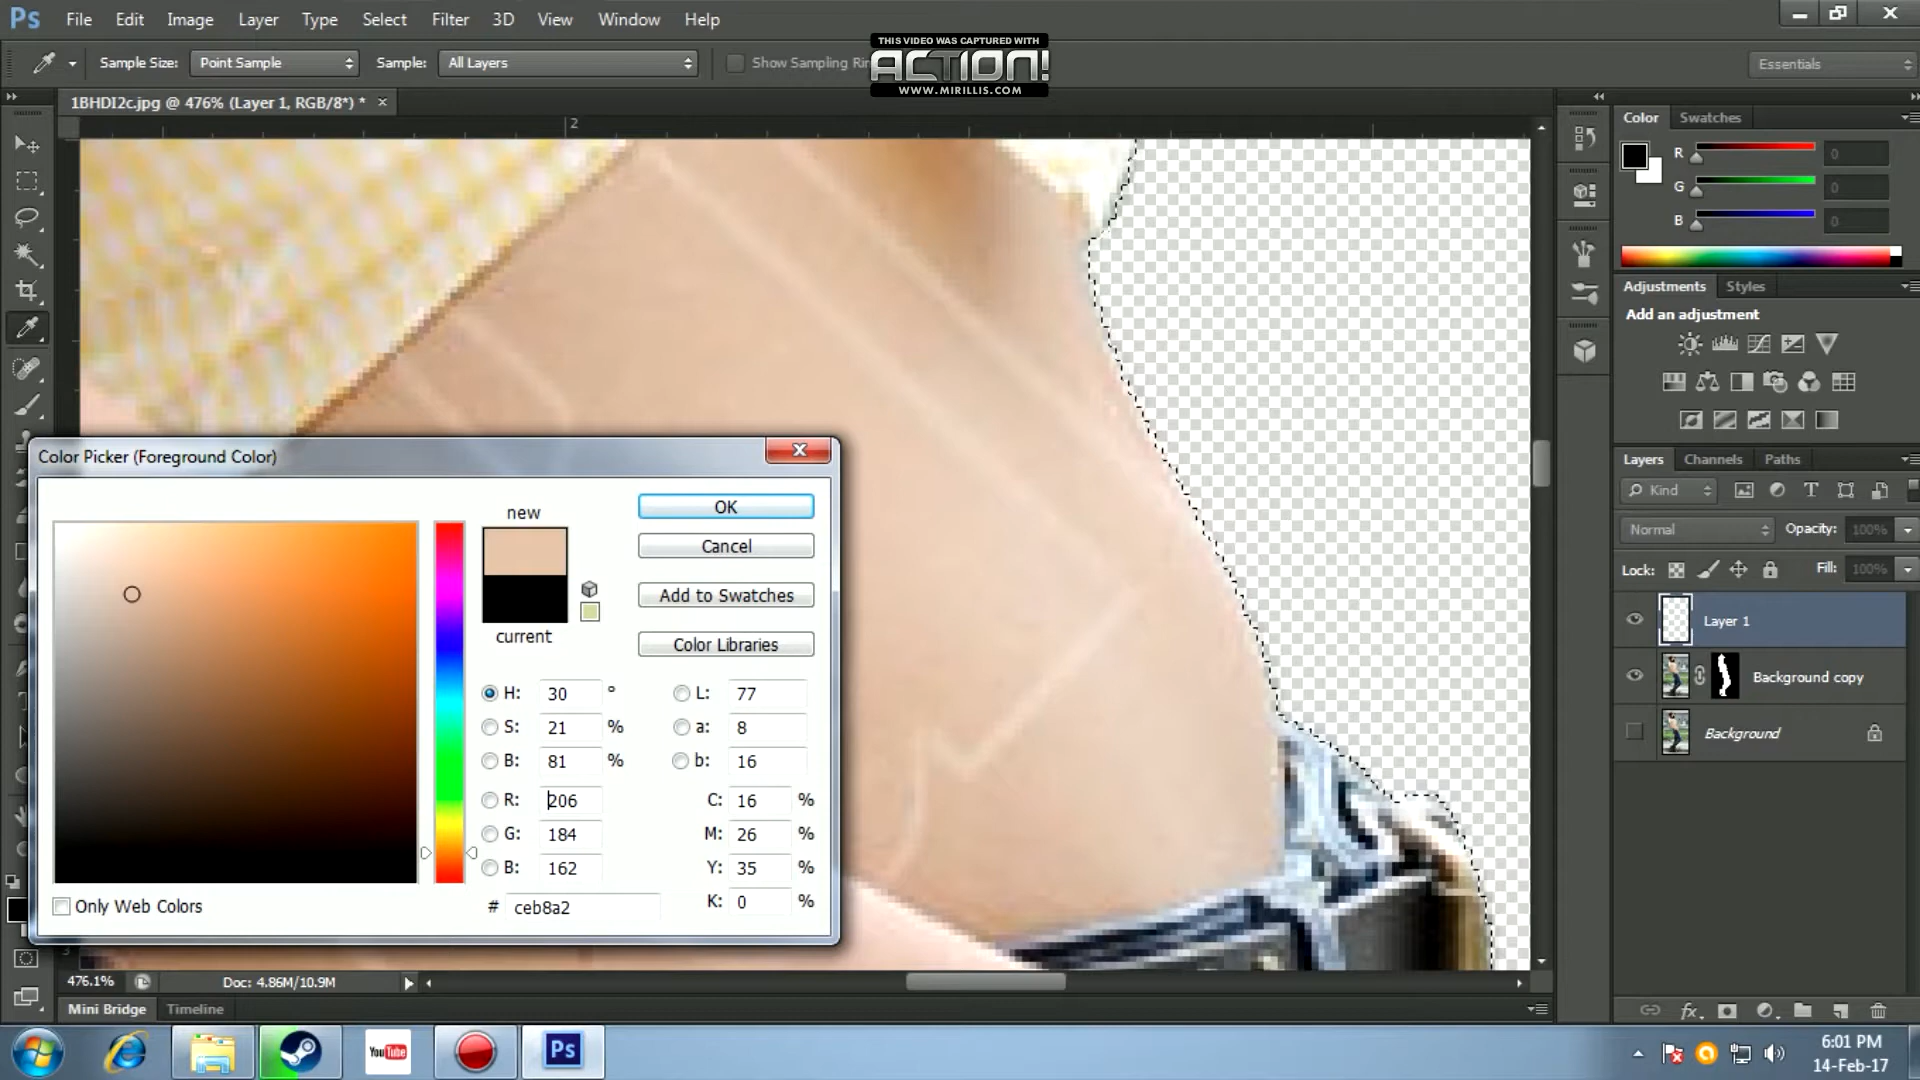 Ps File Edit Image Layer Type Select Filter 3D View Window Help
THIS VIDEO WAS CAPTURED WITH
ACTION!
WWW.MIRILLIS.COM
Sample Size: Point Sample Sample: All Layers Show Sampling Rin
Essentials
1BHDI2c.jpg @ 476% (Layer 1, RGB/8*) *
2
Color Swatches
R 0
G 0
B 0
Adjustments Styles
Add an adjustment
Layers Channels Paths
Kind
Normal Opacity: 100%
Lock: Fill: 100%
Layer 1
Background copy
Background
Color Picker (Foreground Color)
new
current
OK
Cancel
Add to Swatches
Color Libraries
H: 30 ° L: 77
S: 21 % a: 8
B: 81 % b: 16
R: 206 C: 16 %
G: 184 M: 26 %
B: 162 Y: 35 %
# ceb8a2 K: 0 %
Only Web Colors
476.1% Doc: 4.86M/10.9M
Mini Bridge Timeline
You Tube
Ps
6:01 PM
14-Feb-17